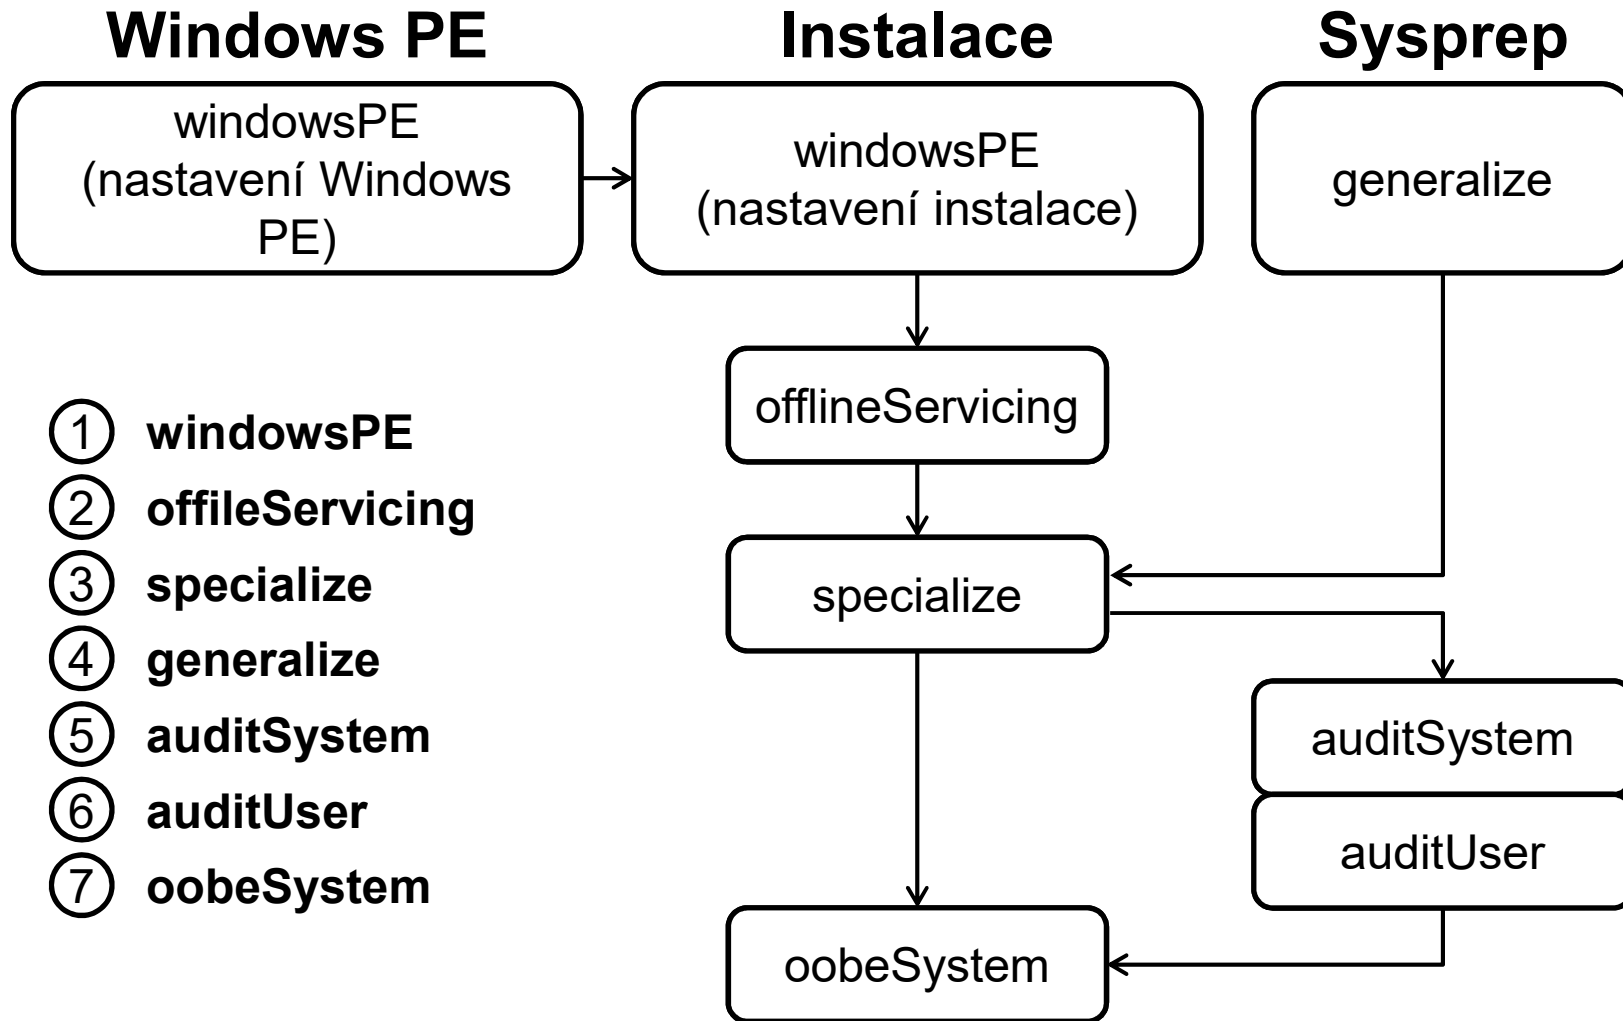 Windows PE
Instalace
Sysprep
windowsPE
(nastavení Windows
PE)
windowsPE
(nastavení instalace)
generalize
offlineServicing
1 windowsPE
2 offileServicing
3 specialize
4 generalize
5 auditSystem
6 auditUser
7 oobeSystem
specialize
auditSystem
auditUser
oobeSystem